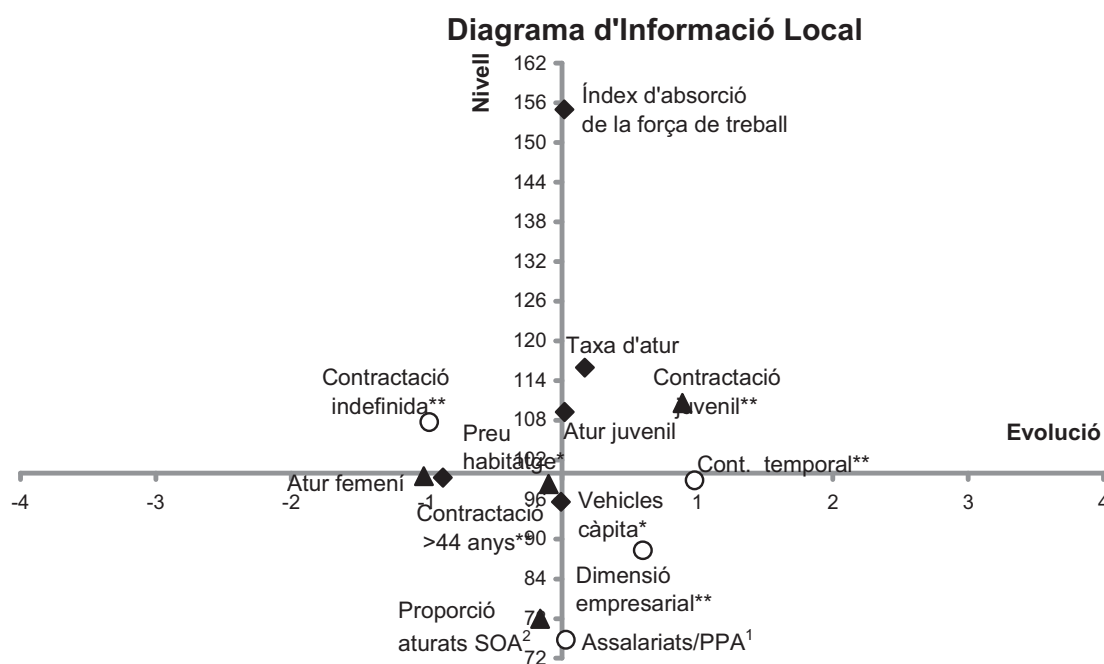 Diagrama d'Informació Local
Nivell
162
156
150
144
138
132
126
120
114
108
102
96
90
84
78
72
Índex d'absorció
de la força de treball
Taxa d'atur
Contractació
indefinida**
Contractació
juvenil**
Atur juvenil
Evolució
Preu
habitatge*
Cont. temporal**
Atur femení
-4
-3
-2
-1
1
2
3
4
Contractació
>44 anys**
Vehicles
càpita*
Dimensió
empresarial**
Proporció
aturats SOA2
Assalariats/PPA1